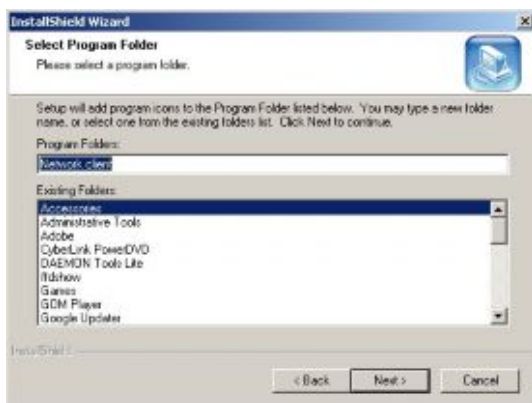 InstallShield Wizard
Select Program Folder
Please select a program folder.
Setup will add program icons to the Program Folder listed below. You may type a new folder
name, or select one from the existing folders list. Click Next to continue.
Program Folders:
Network client
Existing Folders:
Accessories
Administrative Tools
Adobe
CyberLink PowerDVD
DAEMON Tools Lite
ffdshow
Games
GOM Player
Google Updater
InstallShield
< Back
Next >
Cancel